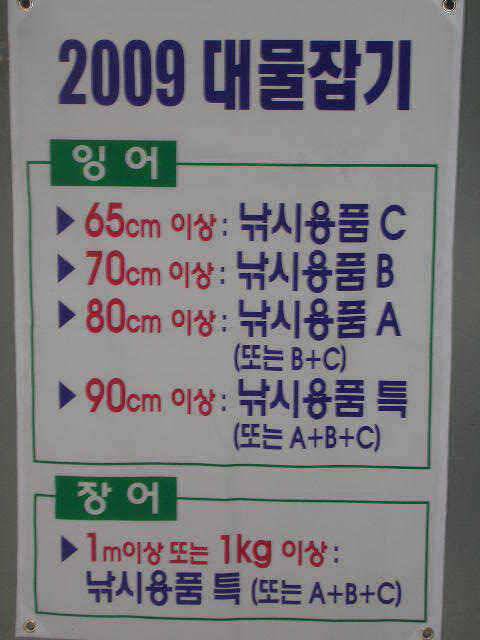 2009 대물잡기
잉어
▶ 65cm 이상 : 낚시용품 C
▶ 70cm 이상 : 낚시용품 B
▶ 80cm 이상 : 낚시용품 A
(또는 B+C)
▶ 90cm 이상 : 낚시용품 특
(또는 A+B+C)
장어
▶ 1m이상 또는 1kg 이상 :
낚시용품 특 (또는 A+B+C)